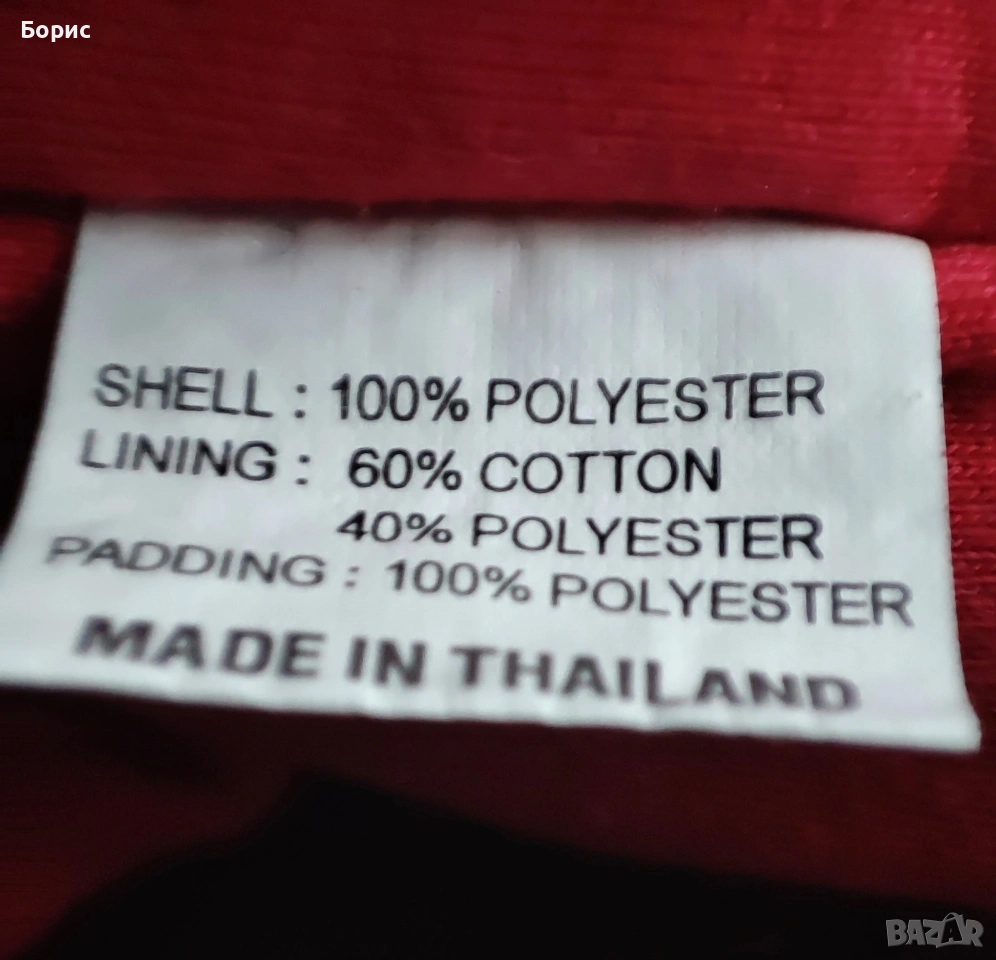 Борис
SHELL : 100% POLYESTER
LINING : 60% COTTON
40% POLYESTER
PADDING : 100% POLYESTER
MADE IN THAILAND
BAZAR